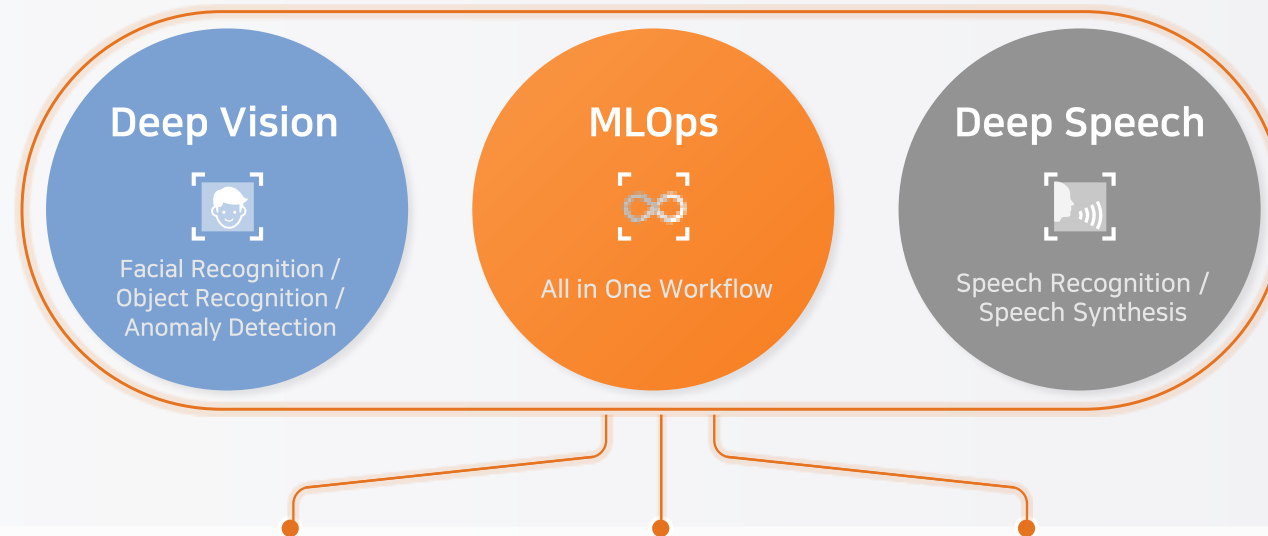 Deep Vision
Facial Recognition /
Object Recognition /
Anomaly Detection
MLOps
All in One Workflow
Deep Speech
Speech Recognition /
Speech Synthesis